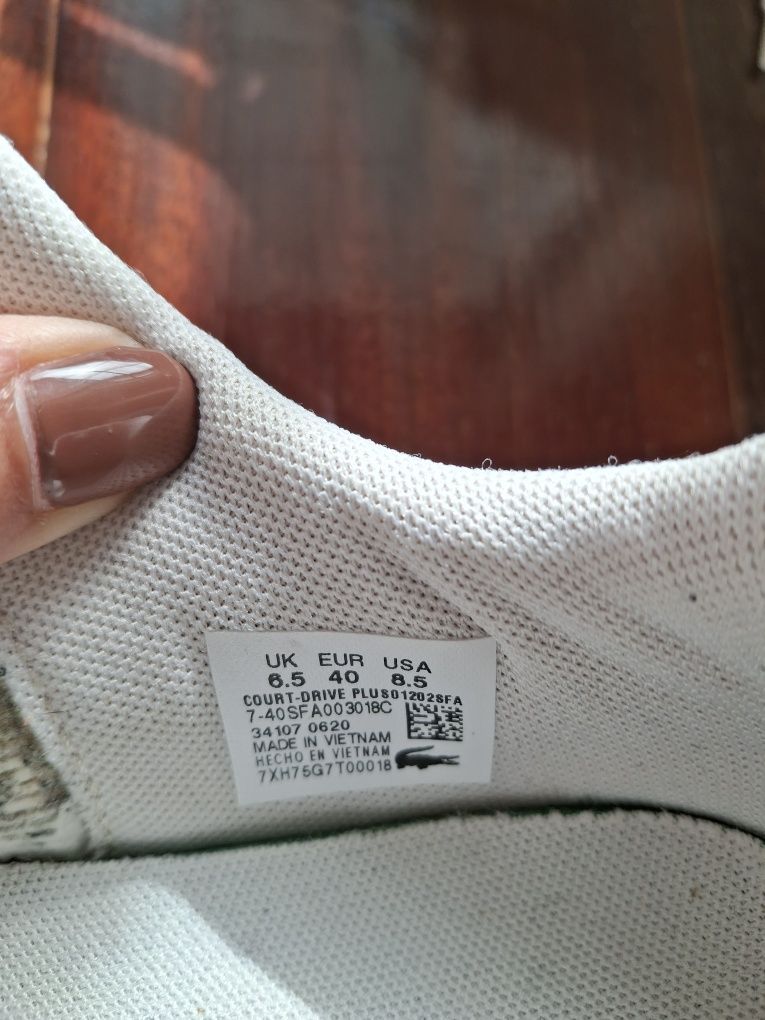 UK EUR USA
6.5 40 8.5
COURT-DRIVE PLUS01202SFA
7-40SFA003018C
34107 0620
MADE IN VIETNAM
HECHO EN VIETNAM
7XH75G7T00018